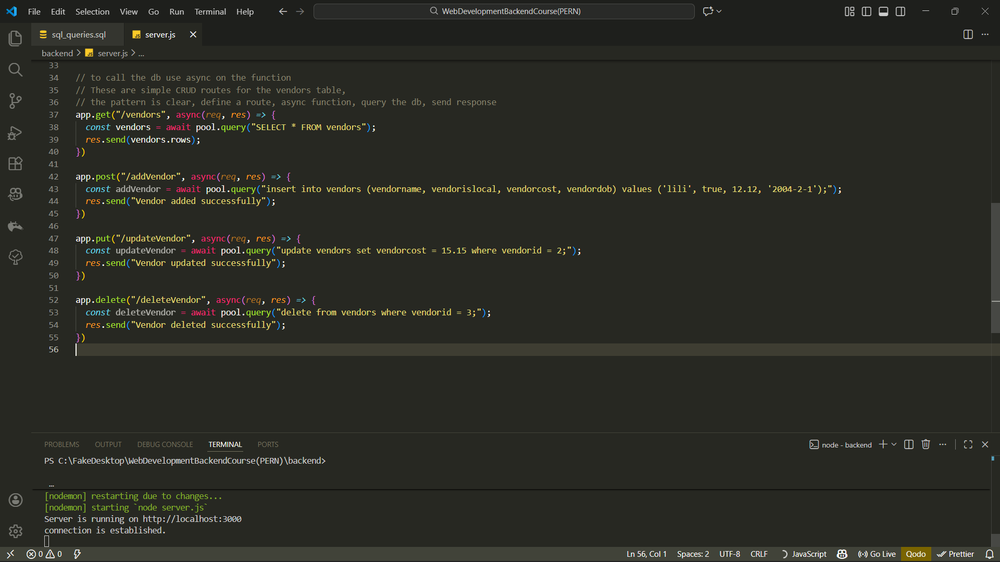 File Edit Selection View Go Run Terminal Help
WebDevelopmentBackendCourse(PERN)
sql_queries.sql
JS server.js
backend > JS server.js > ...
33
34 // to call the db use async on the function
35 // These are simple CRUD routes for the vendors table,
36 // the pattern is clear, define a route, async function, query the db, send response
37 app.get("/vendors", async(req, res) => {
38 const vendors = await pool.query("SELECT * FROM vendors");
39 res.send(vendors.rows);
40 })
41
42 app.post("/addVendor", async(req, res) => {
43 const addVendor = await pool.query("insert into vendors (vendorname, vendorislocal, vendorcost, vendordob) values ('lili', true, 12.12, '2004-2-1');");
44 res.send("Vendor added successfully");
45 })
46
47 app.put("/updateVendor", async(req, res) => {
48 const updateVendor = await pool.query("update vendors set vendorcost = 15.15 where vendorid = 2;");
49 res.send("Vendor updated successfully");
50 })
51
52 app.delete("/deleteVendor", async(req, res) => {
53 const deleteVendor = await pool.query("delete from vendors where vendorid = 3;");
54 res.send("Vendor deleted successfully");
55 })
56
PROBLEMS OUTPUT DEBUG CONSOLE TERMINAL PORTS
node - backend
PS C:\FakeDesktop\WebDevelopmentBackendCourse(PERN)\backend>
…
[nodemon] restarting due to changes...
[nodemon] starting `node server.js`
Server is running on http://localhost:3000
connection is established.
0 0
Ln 56, Col 1 Spaces: 2 UTF-8 CRLF JavaScript Go Live Qodo Prettier